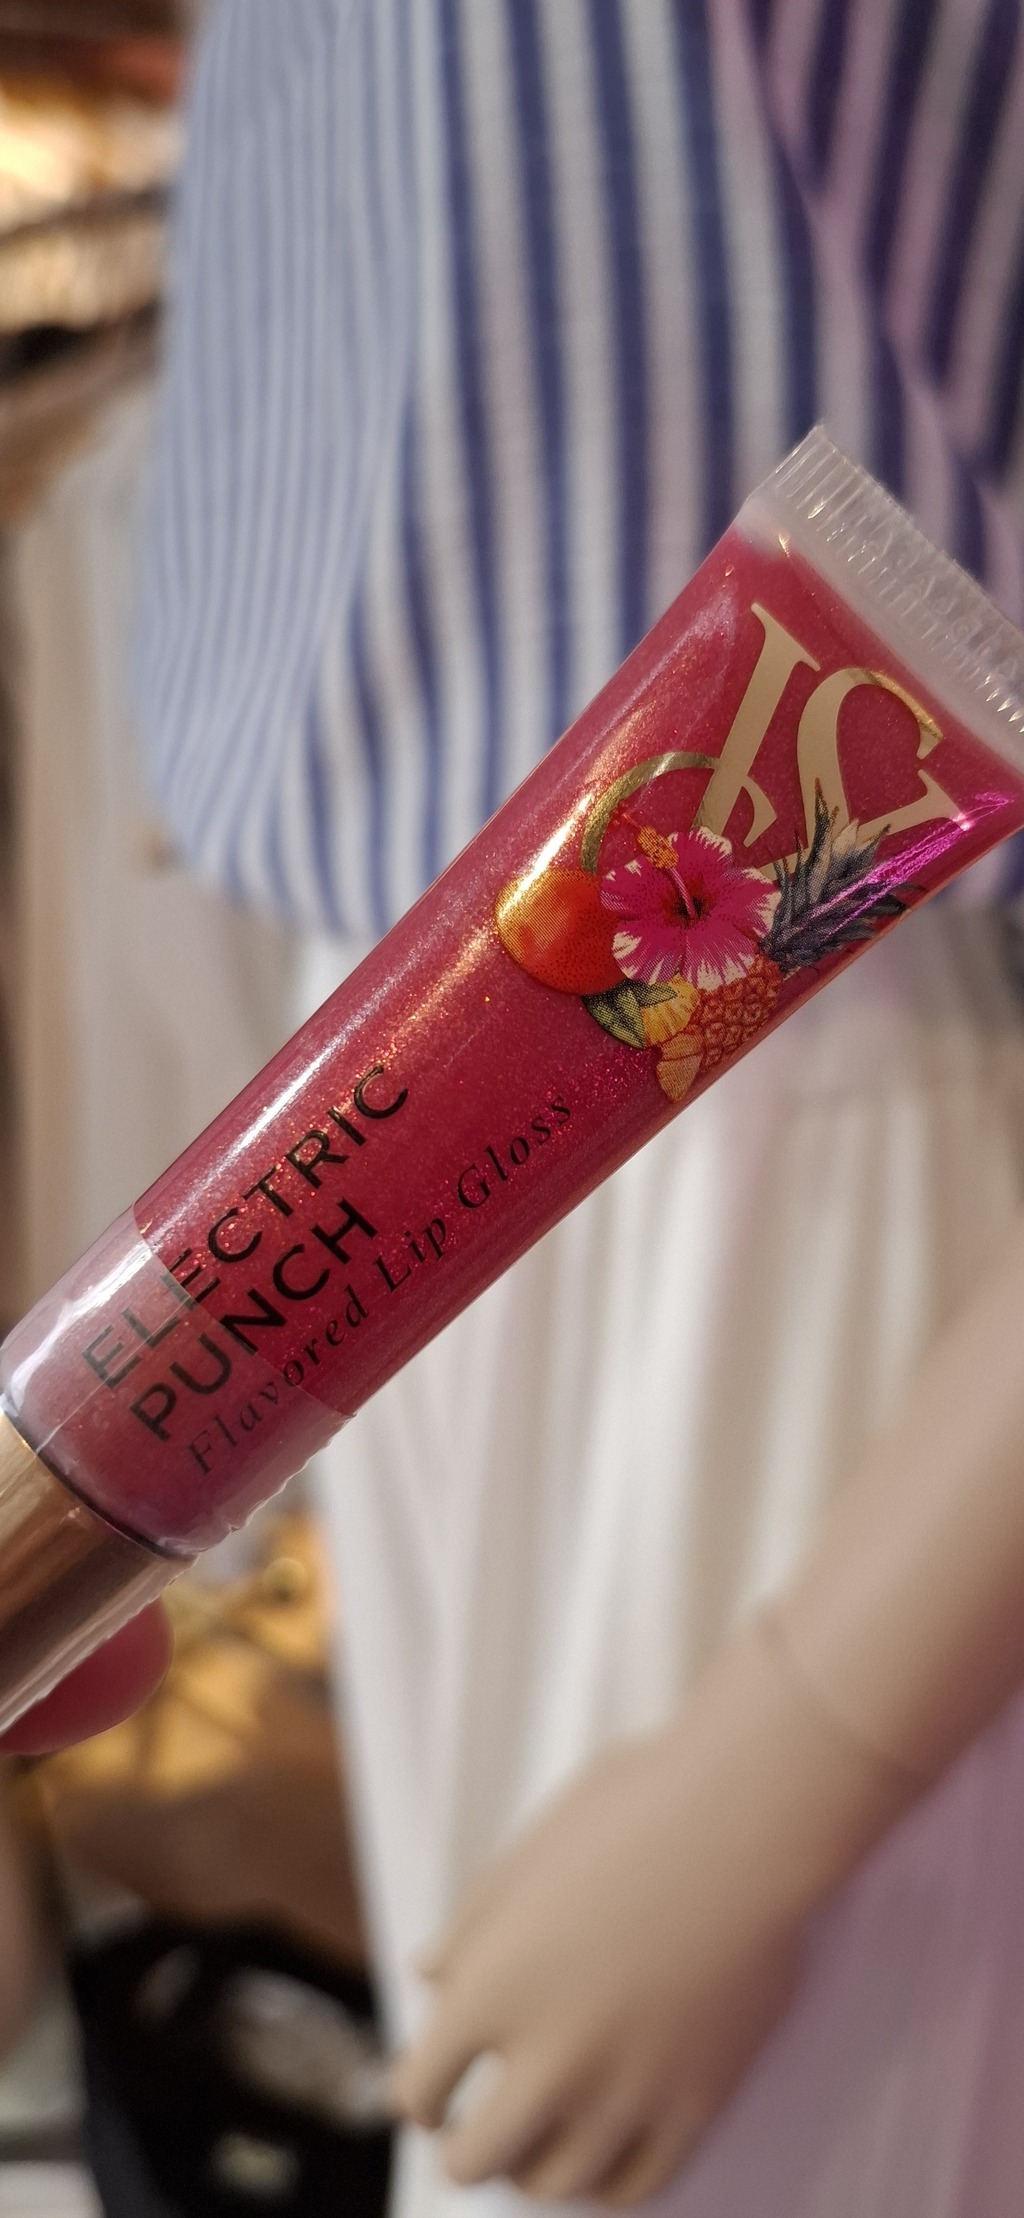 VS
ELECTRIC
PUNCH
Flavored Lip Gloss